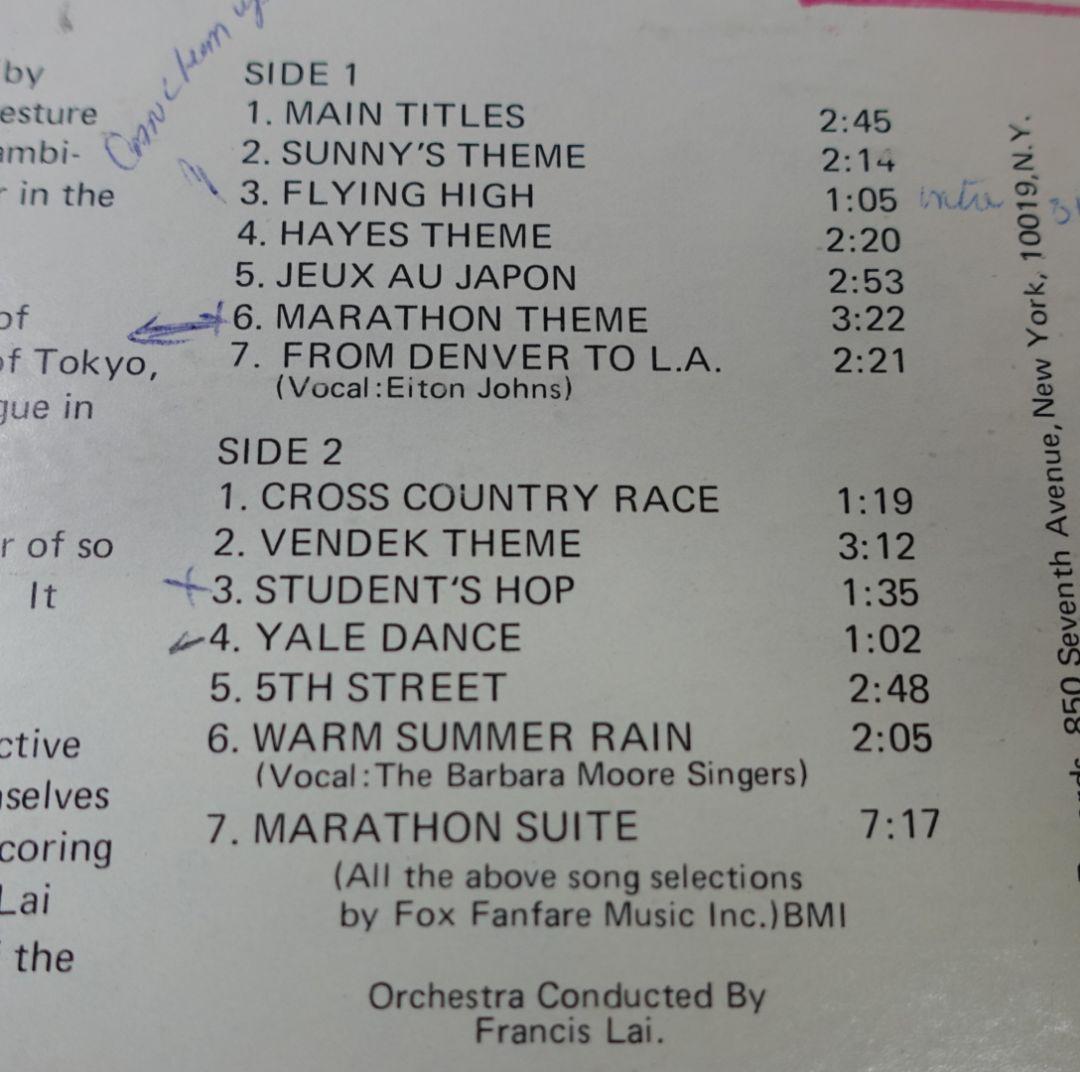 by
esture
ambi-
r in the
of
of Tokyo,
gue in
r of so
It
ctive
selves
coring
Lai
the
SIDE 1
1. MAIN TITLES 2:45
2. SUNNY'S THEME 2:14
3. FLYING HIGH 1:05 intro
4. HAYES THEME 2:20
5. JEUX AU JAPON 2:53
6. MARATHON THEME 3:22
7. FROM DENVER TO L.A. 2:21
(Vocal:Elton Johns)
SIDE 2
1. CROSS COUNTRY RACE 1:19
2. VENDEK THEME 3:12
3. STUDENT'S HOP 1:35
4. YALE DANCE 1:02
5. 5TH STREET 2:48
6. WARM SUMMER RAIN 2:05
(Vocal:The Barbara Moore Singers)
7. MARATHON SUITE 7:17
(All the above song selections
by Fox Fanfare Music Inc.)BMI
Orchestra Conducted By
Francis Lai.
850 Seventh Avenue, New York, 10019,N.Y.